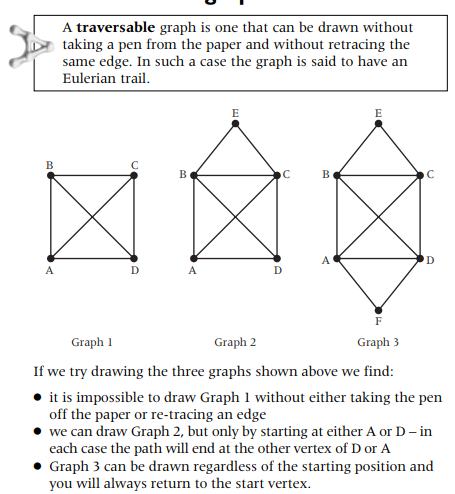 A traversable graph is one that can be drawn without
taking a pen from the paper and without retracing the
same edge. In such a case the graph is said to have an
Eulerian trail.
E E
B C B C B C
A D A D A D
F
Graph 1 Graph 2 Graph 3
If we try drawing the three graphs shown above we find:
● it is impossible to draw Graph 1 without either taking the pen
off the paper or re-tracing an edge
● we can draw Graph 2, but only by starting at either A or D – in
each case the path will end at the other vertex of D or A
● Graph 3 can be drawn regardless of the starting position and
you will always return to the start vertex.